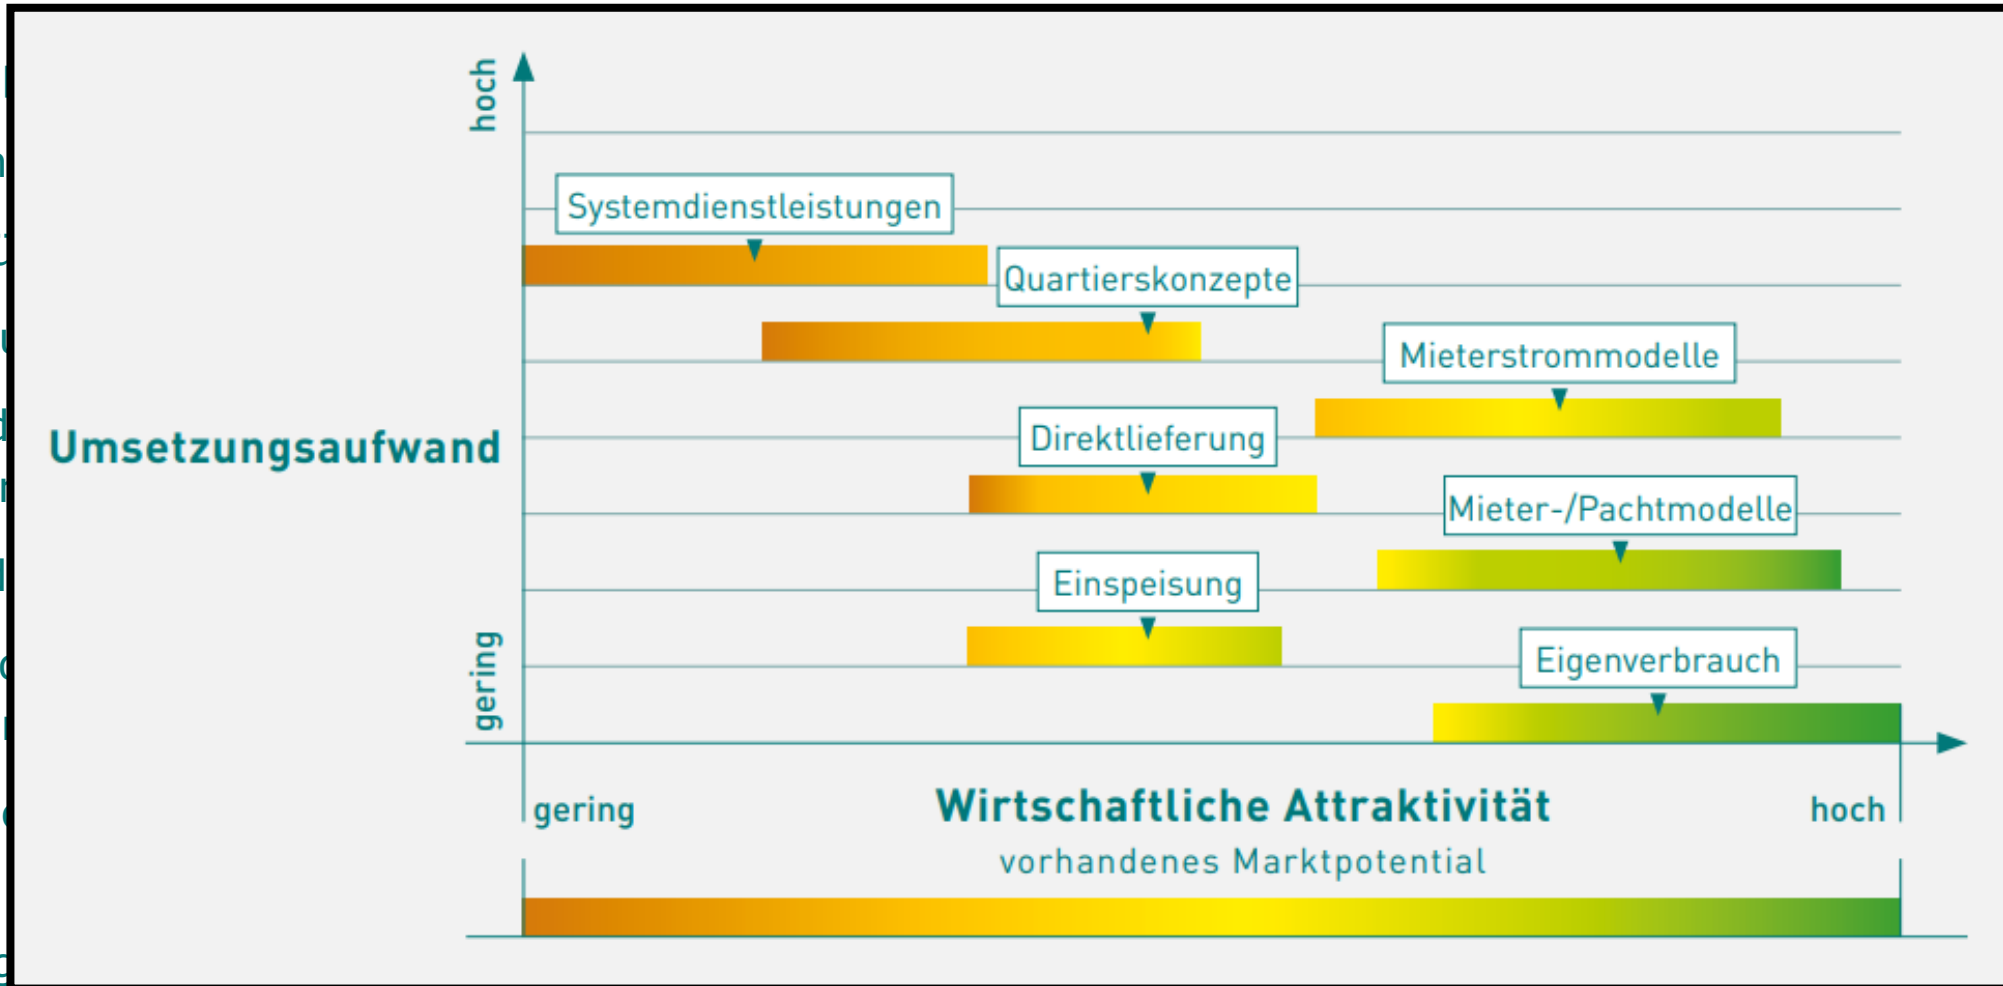 hoch
Systemdienstleistungen
Quartierskonzepte
Mieterstrommodelle
Direktlieferung
Umsetzungsaufwand
Mieter-/Pachtmodelle
Einspeisung
gering
Eigenverbrauch
gering
Wirtschaftliche Attraktivität
hoch
vorhandenes Marktpotential